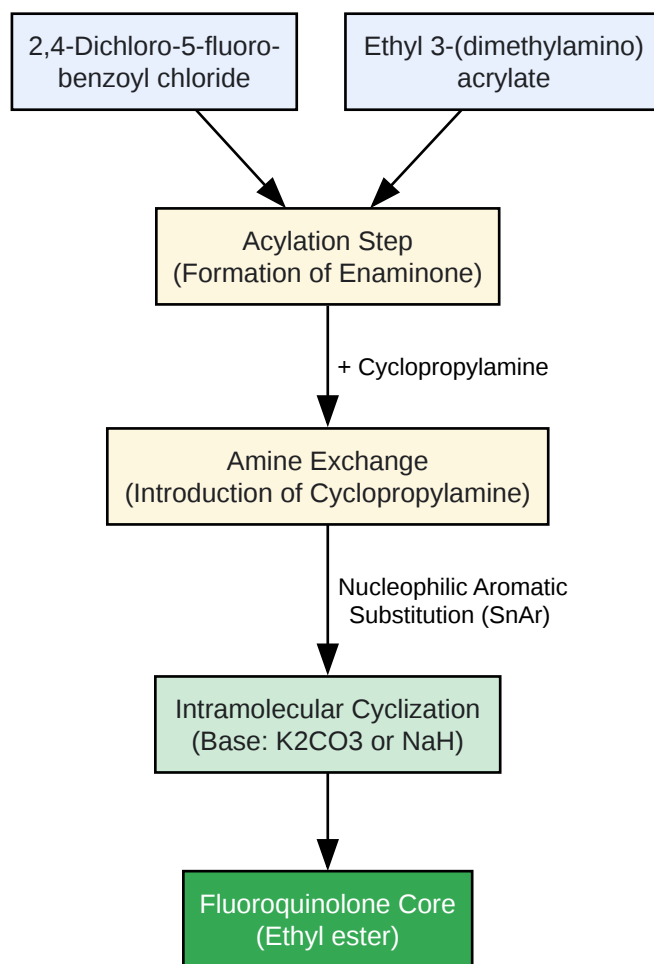 2,4-Dichloro-5-fluoro-
benzoyl chloride
Ethyl 3-(dimethylamino)
acrylate
Acylation Step
(Formation of Enaminone)
+ Cyclopropylamine
Amine Exchange
(Introduction of Cyclopropylamine)
Nucleophilic Aromatic
Substitution (SnAr)
Intramolecular Cyclization
(Base: K2CO3 or NaH)
Fluoroquinolone Core
(Ethyl ester)